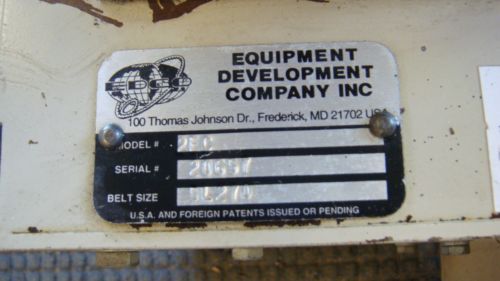 EDCO
EQUIPMENT
DEVELOPMENT
COMPANY INC
100 Thomas Johnson Dr., Frederick, MD 21702 USA
MODEL #
SERIAL #
BELT SIZE
U.S.A. AND FOREIGN PATENTS ISSUED OR PENDING